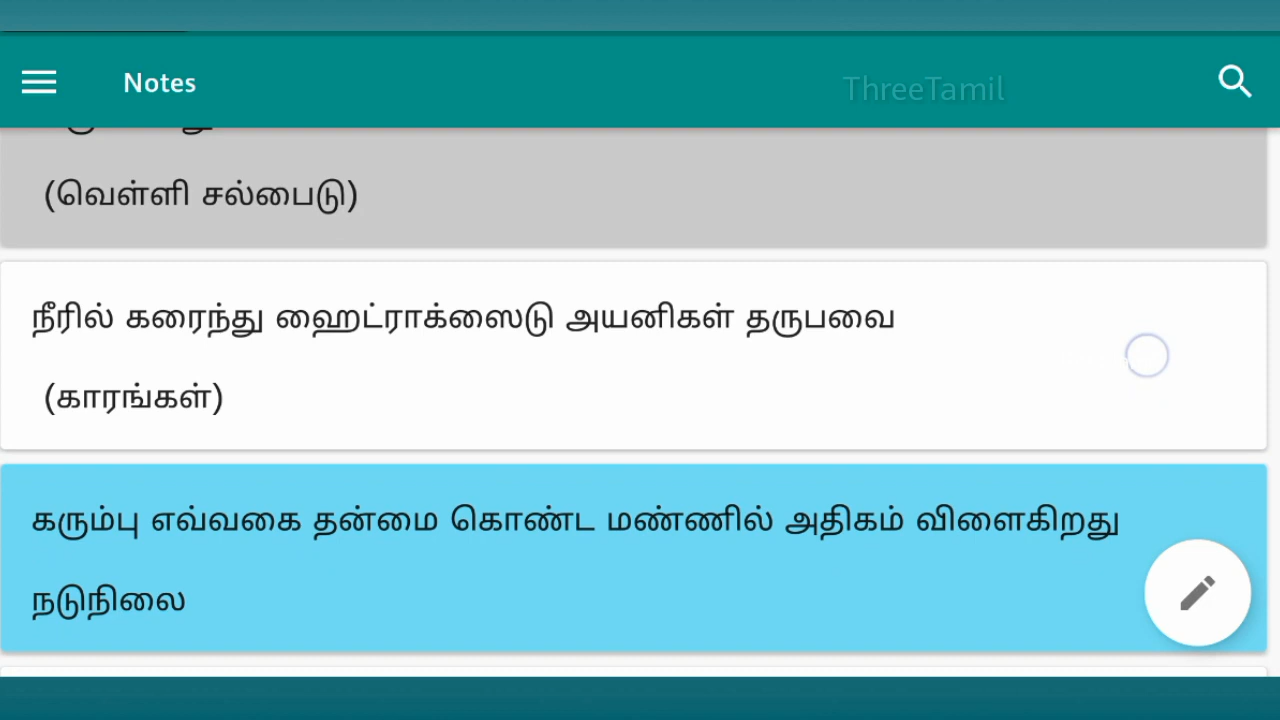 Notes
ThreeTamil
(வெள்ளி சல்பைடு)
நீரில் கரைந்து ஹைட்ராக்ஸைடு அயனிகள் தருபவை
(காரங்கள்)
கரும்பு எவ்வகை தன்மை கொண்ட மண்ணில் அதிகம் விளைகிறது
நடுநிலை